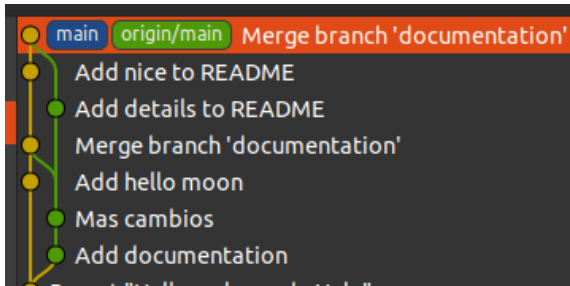 main origin/main Merge branch 'documentation'
Add nice to README
Add details to README
Merge branch 'documentation'
Add hello moon
Mas cambios
Add documentation